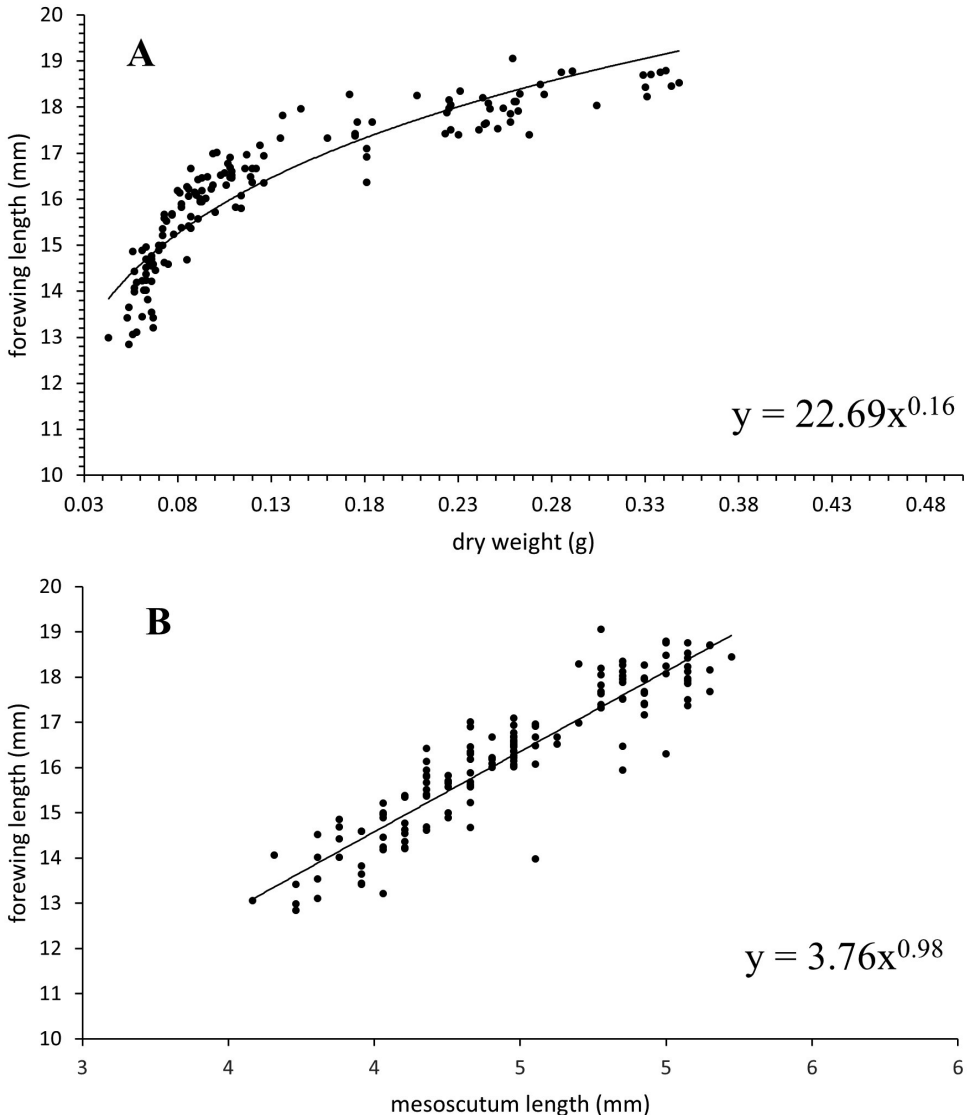 20
A
19
18
17
16
15
14
13
12
11
10
forewing length (mm)
y = 22.69x^0.16
0.03 0.08 0.13 0.18 0.23 0.28 0.33 0.38 0.43 0.48
dry weight (g)
20
B
19
18
17
16
15
14
13
12
11
10
forewing length (mm)
y = 3.76x^0.98
3 4 4 5 5 6 6
mesoscutum length (mm)